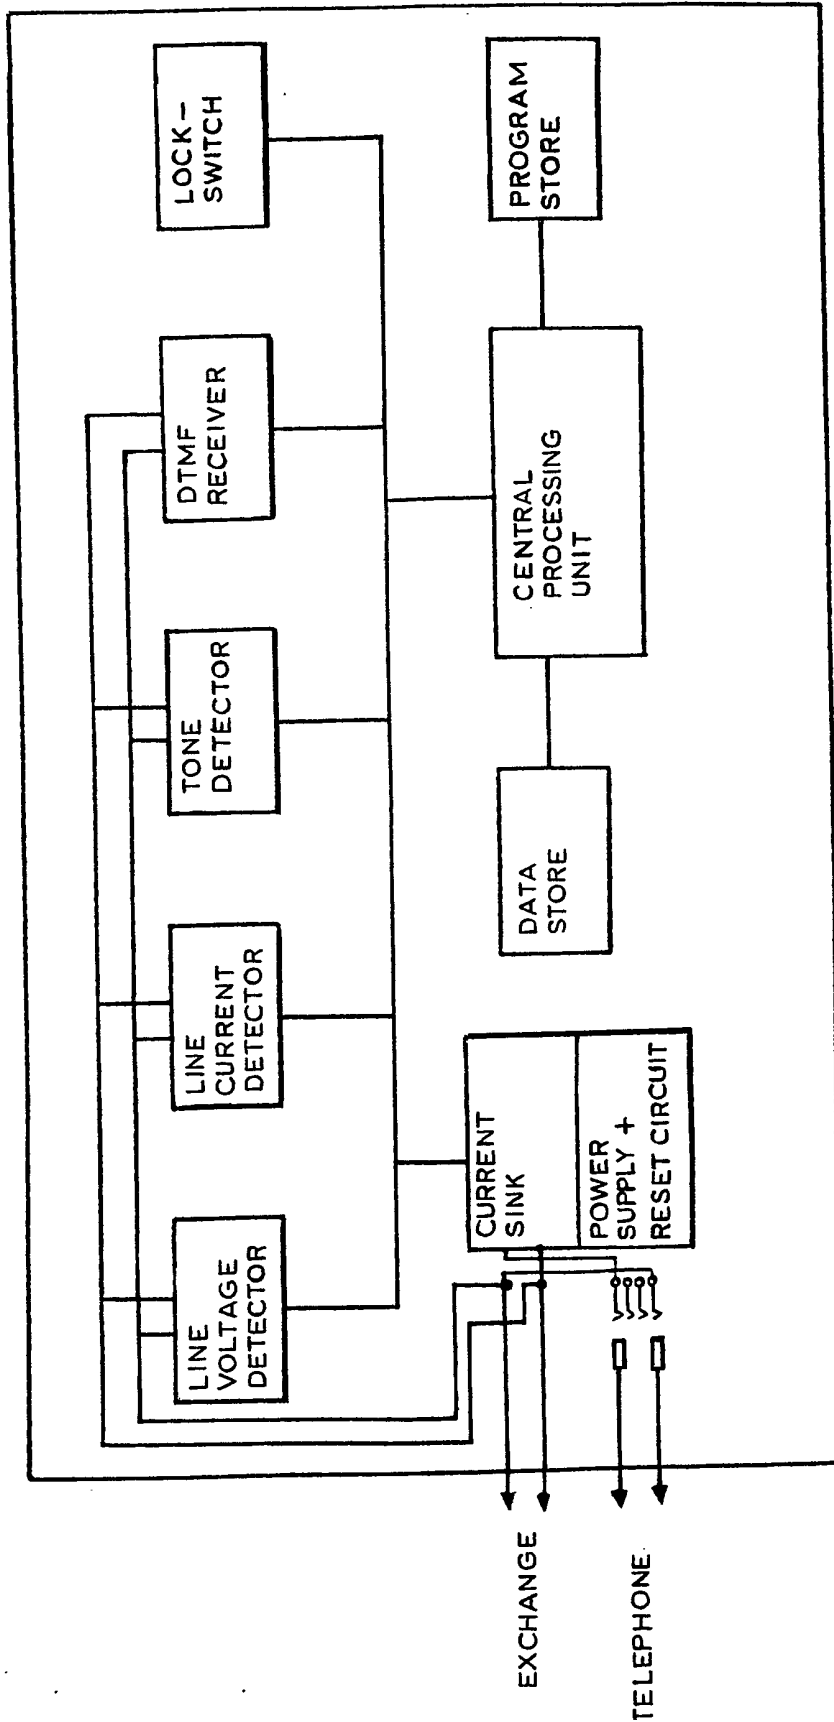 LINE
VOLTAGE
DETECTOR
LINE
CURRENT
DETECTOR
TONE
DETECTOR
DTMF
RECEIVER
LOCK-
SWITCH
EXCHANGE
TELEPHONE
CURRENT
SINK
POWER
SUPPLY +
RESET CIRCUIT
DATA
STORE
CENTRAL
PROCESSING
UNIT
PROGRAM
STORE